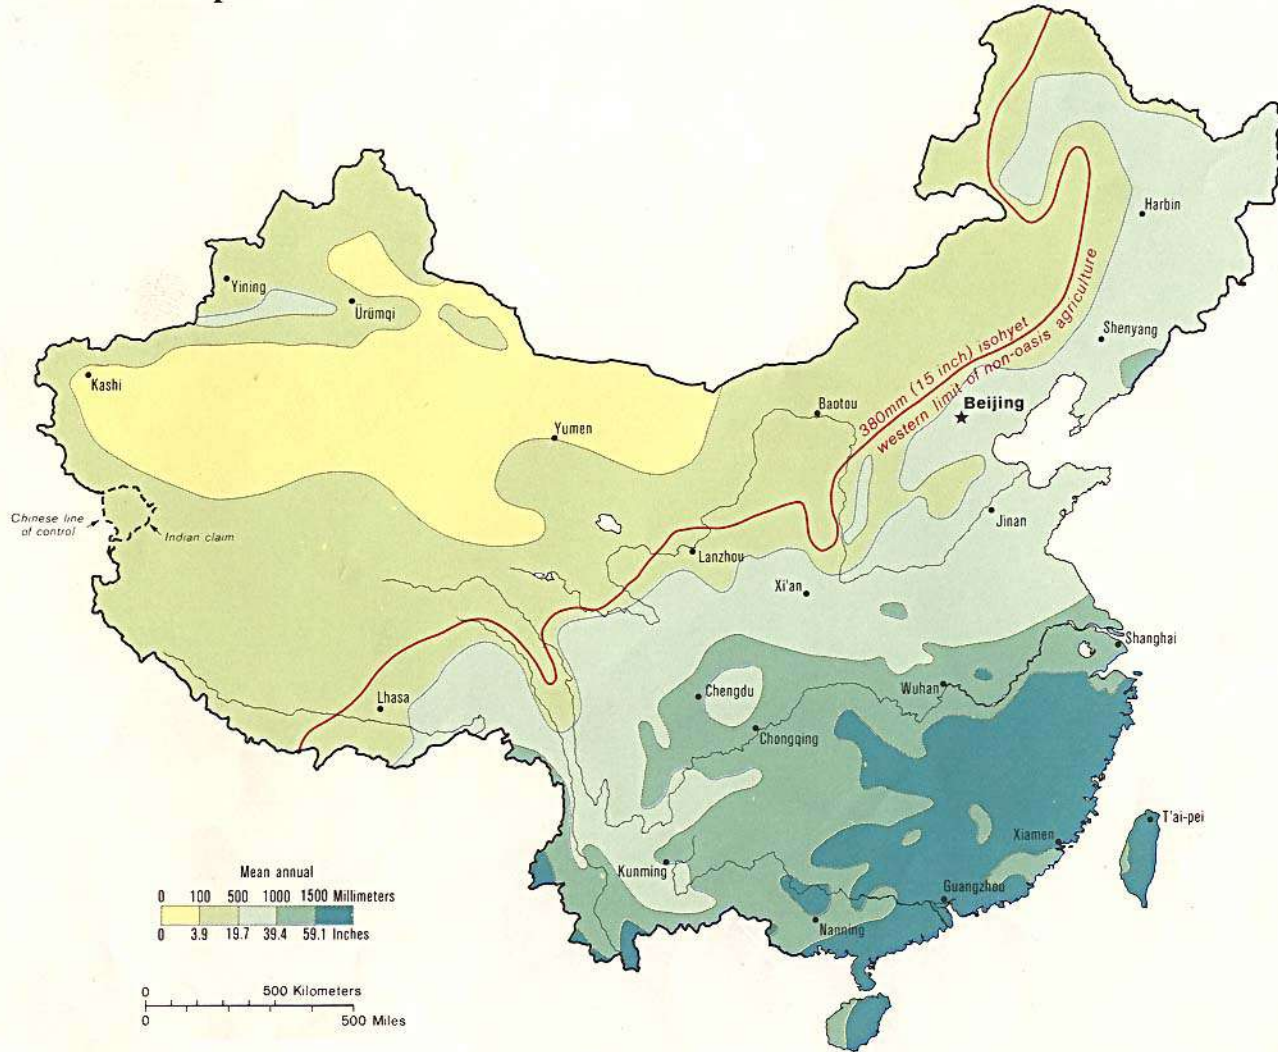 Harbin
Yining
Ürümqi
Shenyang
380mm (15 inch) isohyet
western limit of non-oasis agriculture
Kashi
Baotou
Beijing
Yumen
Chinese line
of control
Indian claim
Jinan
Lanzhou
Xi'an
Shanghai
Lhasa
Chengdu
Wuhan
Chongqing
T'ai-pei
Xiamen
Kunming
Guangzhou
Nanning
Mean annual
0 100 500 1000 1500 Millimeters
0 3.9 19.7 39.4 59.1 Inches
0 500 Kilometers
0 500 Miles